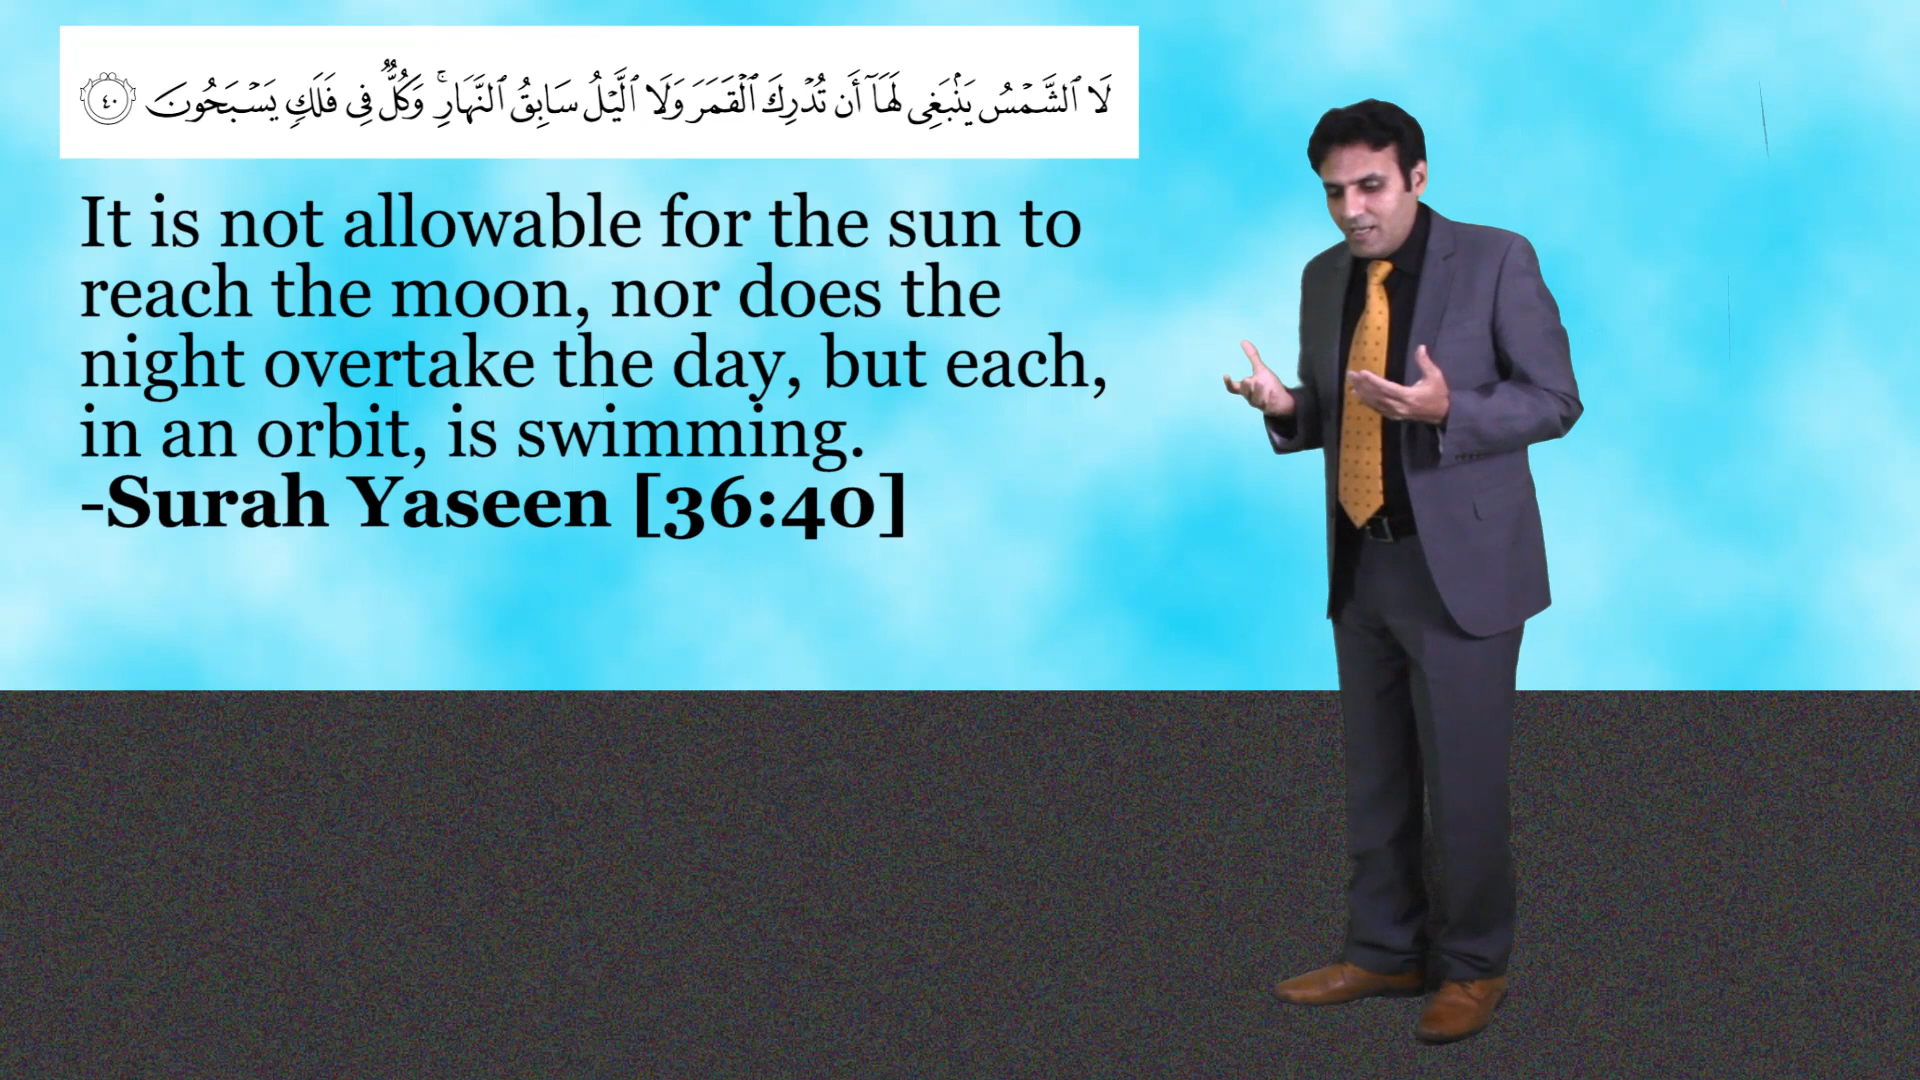 لَا ٱلشَّمْسُ يَنۢبَغِى لَهَآ أَن تُدْرِكَ ٱلْقَمَرَ وَلَا ٱلَّيْلُ سَابِقُ ٱلنَّهَارِ ۚ وَكُلٌّ فِى فَلَكٍ يَسْبَحُونَ ٤٠
It is not allowable for the sun to
reach the moon, nor does the
night overtake the day, but each,
in an orbit, is swimming.
-Surah Yaseen [36:40]